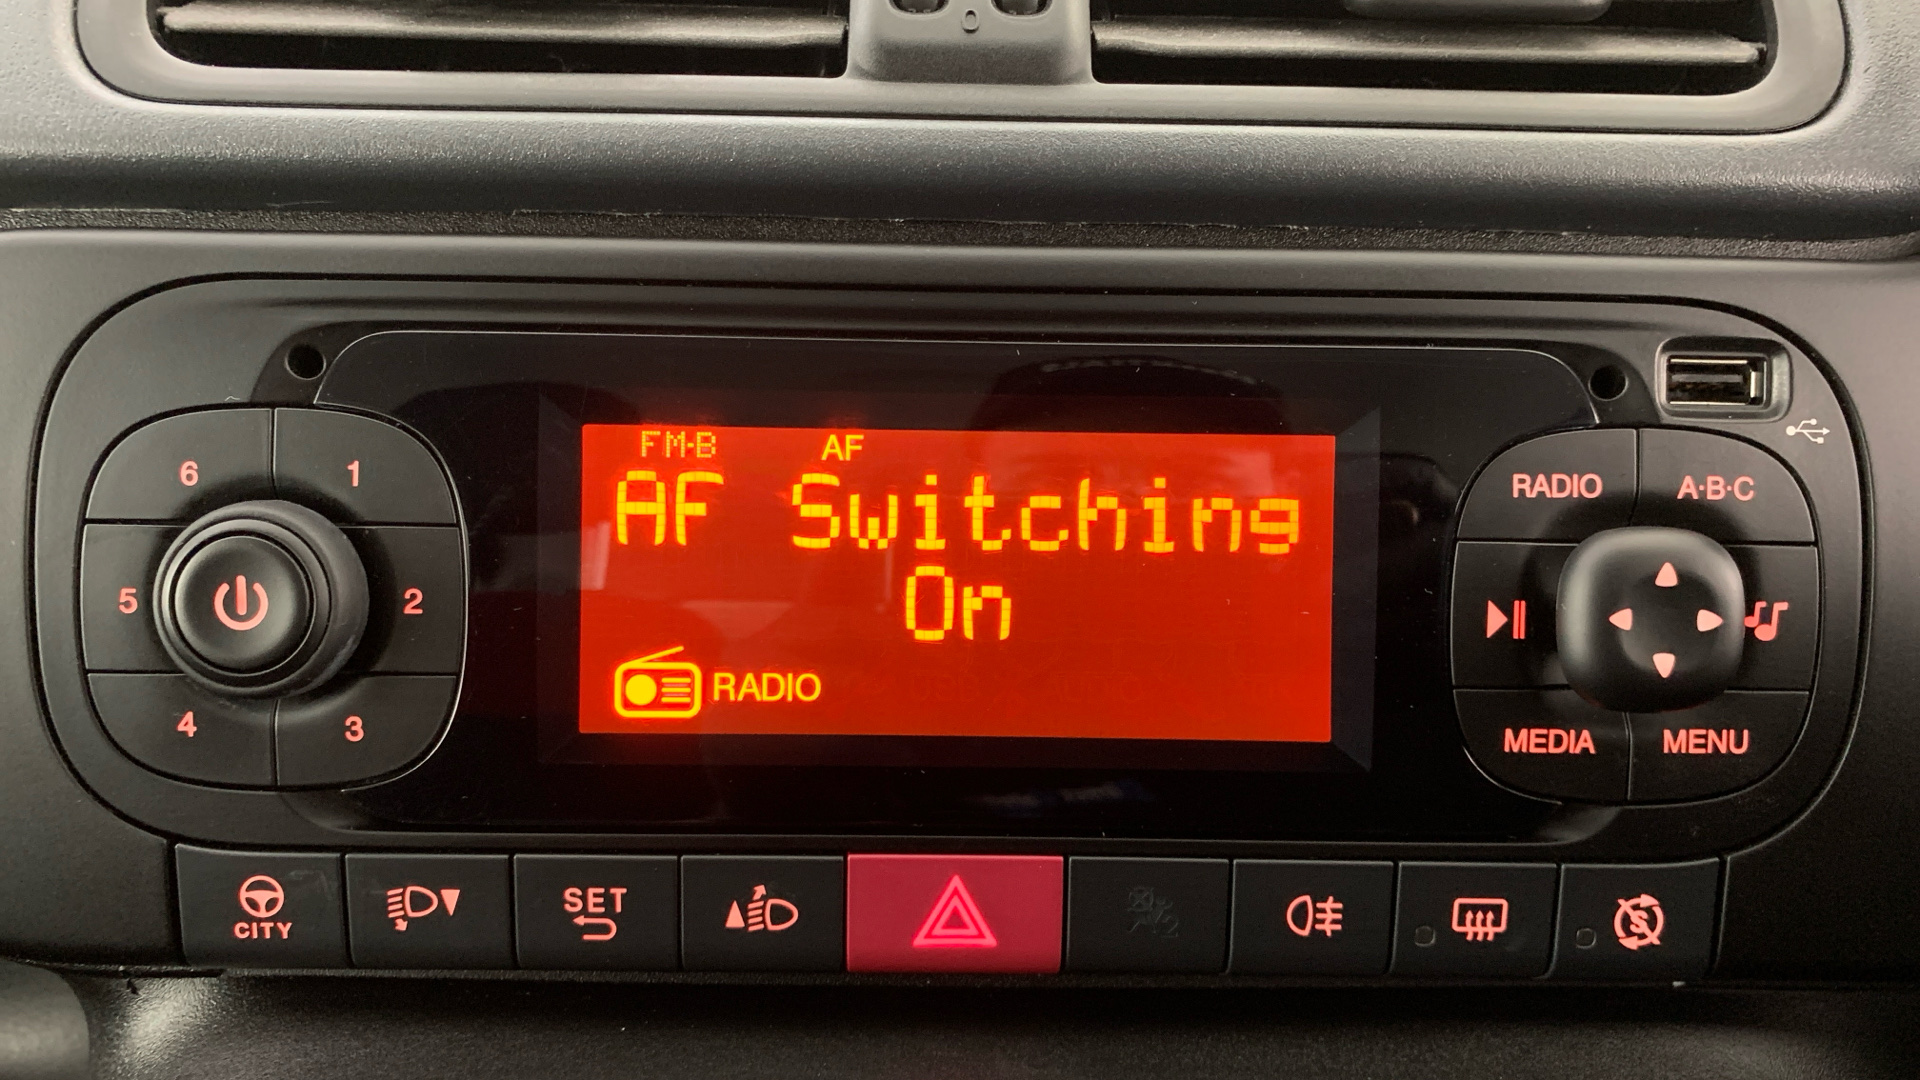 FM-B AF
AF Switching
On
RADIO
6 1
5 2
4 3
RADIO A·B·C
MEDIA MENU
CITY
SET